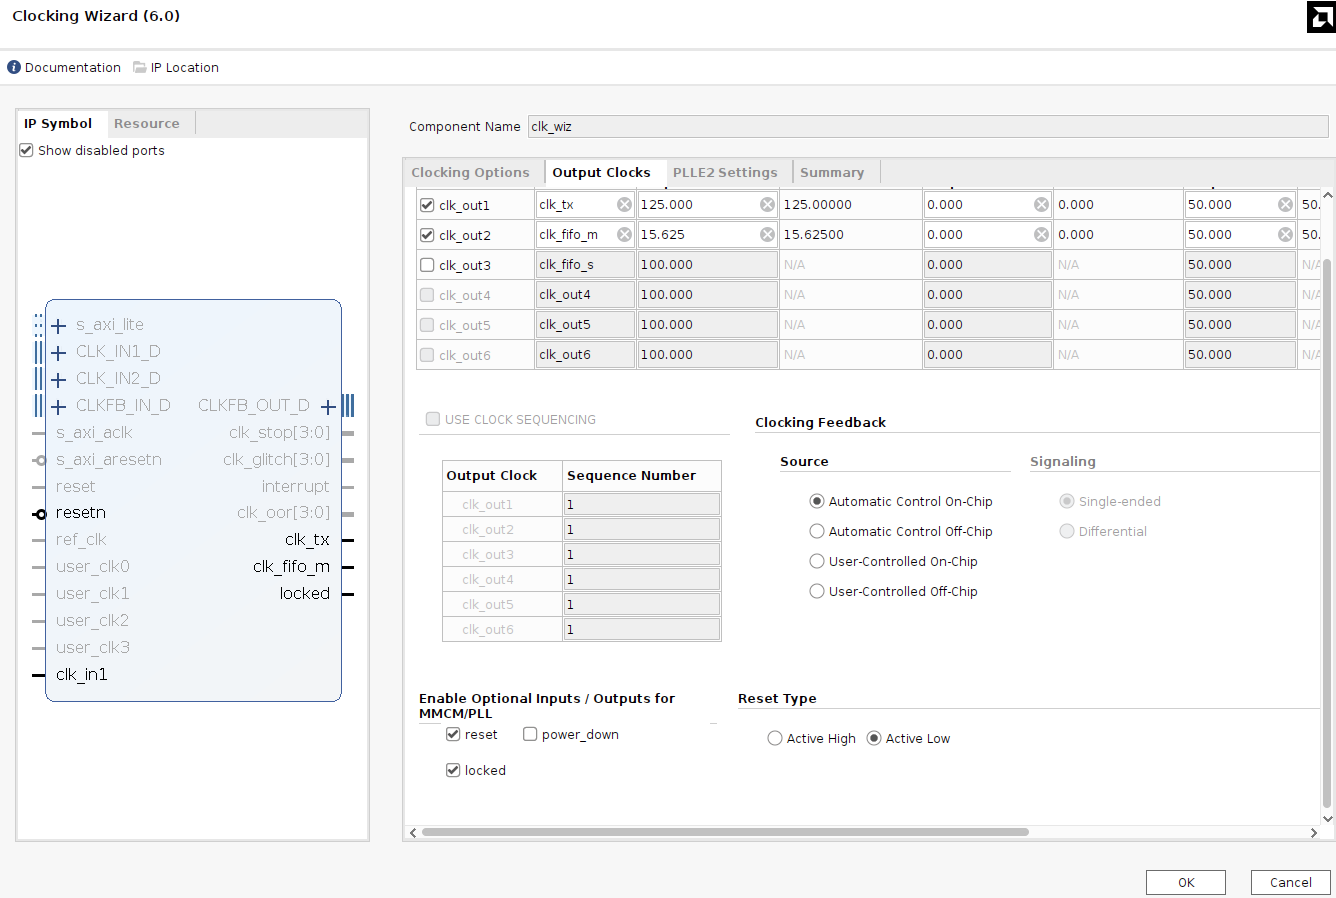 Clocking Wizard (6.0)
Documentation IP Location
IP Symbol Resource
Show disabled ports
s_axi_lite
CLK_IN1_D
CLK_IN2_D
CLKFB_IN_D CLKFB_OUT_D
s_axi_aclk clk_stop[3:0]
s_axi_aresetn clk_glitch[3:0]
reset interrupt
resetn clk_oor[3:0]
ref_clk clk_tx
user_clk0 clk_fifo_m
user_clk1 locked
user_clk2
user_clk3
clk_in1
Component Name clk_wiz
Clocking Options Output Clocks PLLE2 Settings Summary
clk_out1 clk_tx 125.000 125.00000 0.000 0.000 50.000 50.
clk_out2 clk_fifo_m 15.625 15.62500 0.000 0.000 50.000 50.
clk_out3 clk_fifo_s 100.000 N/A 0.000 N/A 50.000 N/A
clk_out4 clk_out4 100.000 N/A 0.000 N/A 50.000 N/A
clk_out5 clk_out5 100.000 N/A 0.000 N/A 50.000 N/A
clk_out6 clk_out6 100.000 N/A 0.000 N/A 50.000 N/A
USE CLOCK SEQUENCING
Output Clock Sequence Number
clk_out1 1
clk_out2 1
clk_out3 1
clk_out4 1
clk_out5 1
clk_out6 1
Clocking Feedback
Source Signaling
Automatic Control On-Chip Single-ended
Automatic Control Off-Chip Differential
User-Controlled On-Chip
User-Controlled Off-Chip
Enable Optional Inputs / Outputs for
MMCM/PLL
reset power_down
locked
Reset Type
Active High Active Low
OK Cancel